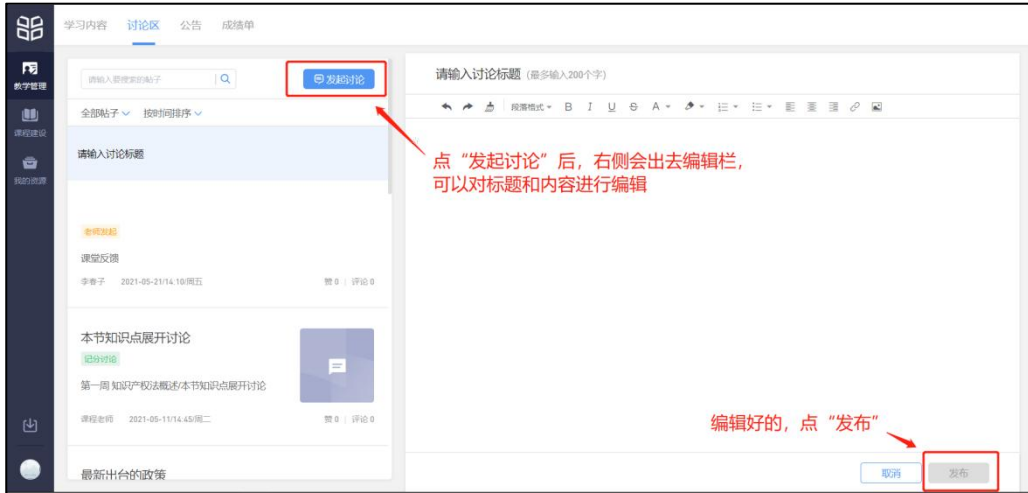 学习内容 讨论区 公告 成绩单
教学管理
课程建设
我的资源
请输入要搜索的帖子
发起讨论
全部帖子 按时间排序
请输入讨论标题
老师发起
课堂反馈
李春子 2021-05-21/14:10/周五 赞 0 | 评论 0
本节知识点展开讨论
记分讨论
第一周 知识产权法概述/本节知识点展开讨论
课程老师 2021-05-11/14:45/周二 赞 0 | 评论 0
最新出台的政策
请输入讨论标题 (最多输入200个字)
段落格式 B I U S A
点“发起讨论”后，右侧会出去编辑栏，
可以对标题和内容进行编辑
编辑好的，点“发布”
取消 发布